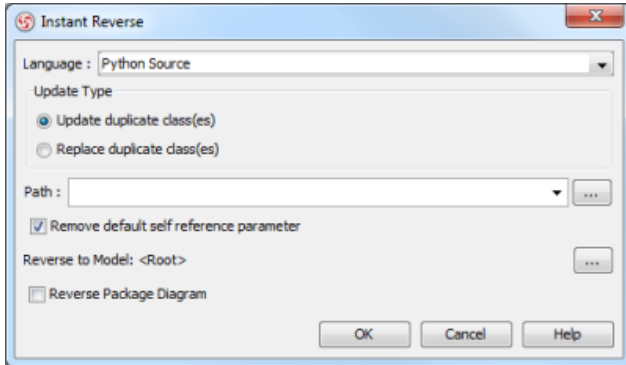 Instant Reverse
Language : Python Source
Update Type
Update duplicate class(es)
Replace duplicate class(es)
Path : ...
Remove default self reference parameter
Reverse to Model: <Root> ...
Reverse Package Diagram
OK Cancel Help